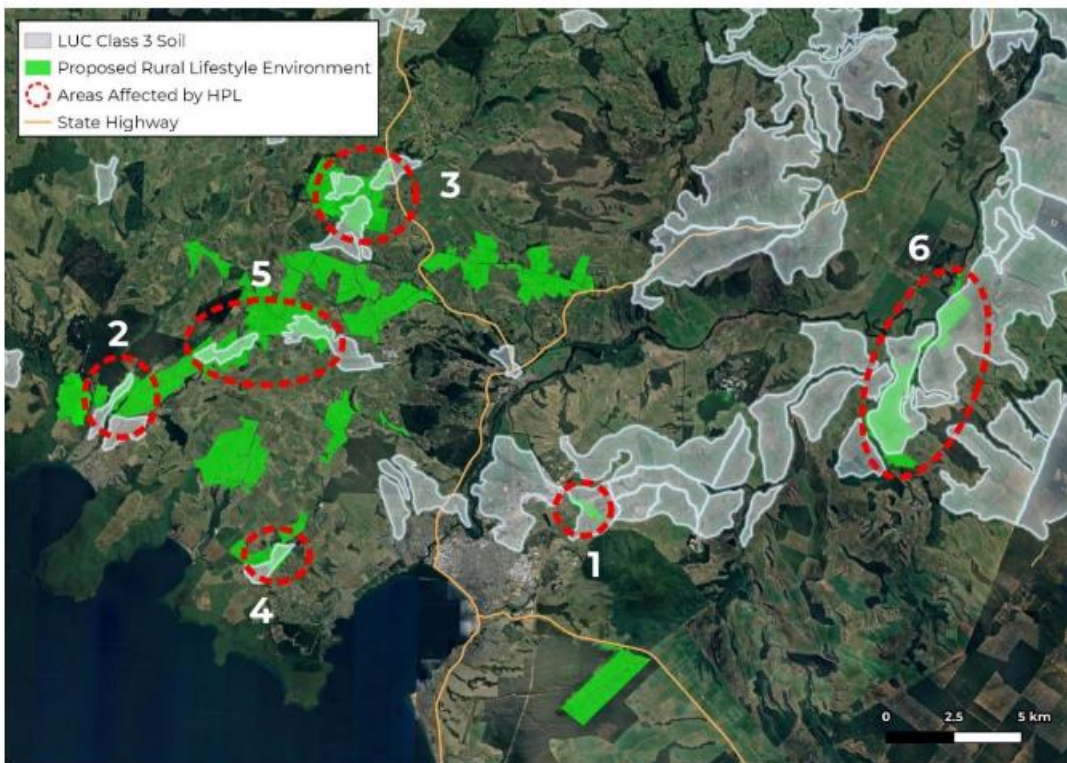 LUC Class 3 Soil
Proposed Rural Lifestyle Environment
Areas Affected by HPL
State Highway
3
6
5
2
1
4
0 2.5 5 km